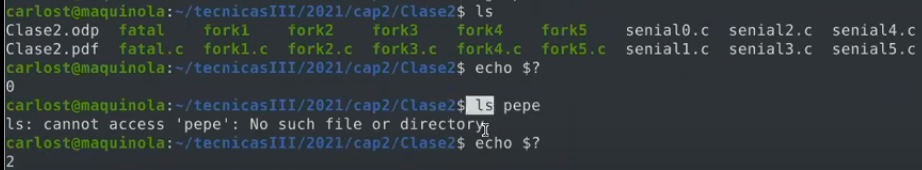 carlost@maquinola:~/tecnicasIII/2021/cap2/Clase2$ ls
Clase2.odp fatal fork1 fork2 fork3 fork4 fork5 senial0.c senial2.c senial4.c
Clase2.pdf fatal.c fork1.c fork2.c fork3.c fork4.c fork5.c senial1.c senial3.c senial5.c
carlost@maquinola:~/tecnicasIII/2021/cap2/Clase2$ echo $?
0
carlost@maquinola:~/tecnicasIII/2021/cap2/Clase2$ ls pepe
ls: cannot access 'pepe': No such file or directory
carlost@maquinola:~/tecnicasIII/2021/cap2/Clase2$ echo $?
2